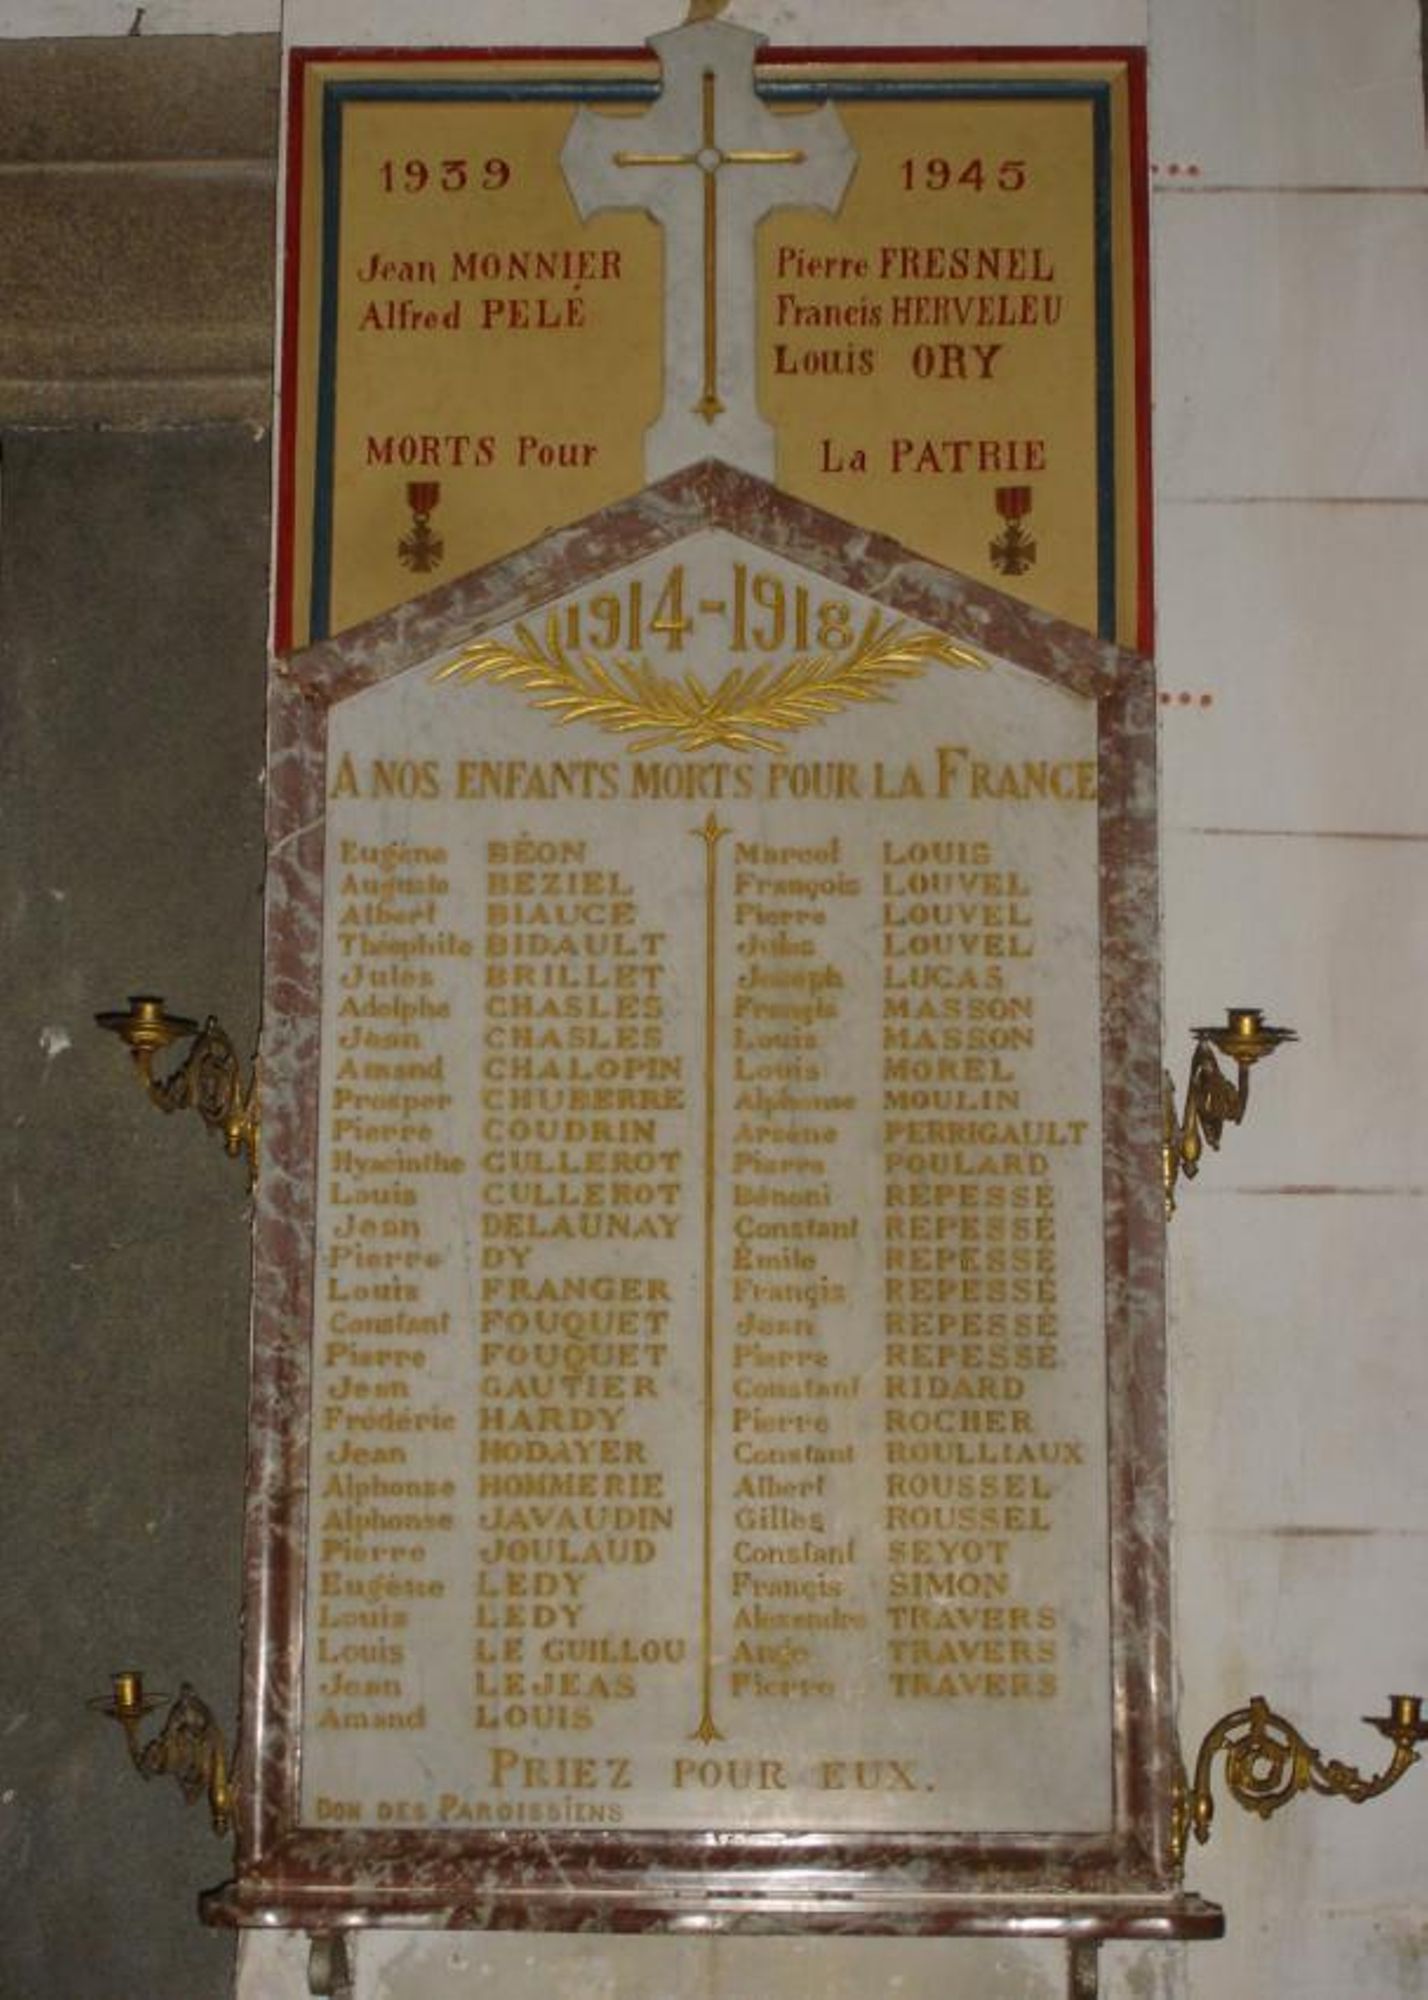 1939
1945
Jean MONNIER
Alfred PELÉ
Pierre FRESNEL
Francis HERVELEU
Louis ORY
MORTS Pour La PATRIE
1914-1918
A NOS ENFANTS MORTS POUR LA FRANCE
Eugène BÉON
Auguste BEZIEL
Albert BIAUCE
Théophile BIDAULT
Jules BRILLET
Adolphe CHASLES
Jean CHASLES
Amand CHALOPIN
Prosper CHUBERRE
Pierre COUDRIN
Hyacinthe CULLEROT
Louis CULLEROT
Jean DELAUNAY
Pierre DY
Louis FRANGER
Constant FOUQUET
Pierre FOUQUET
Jean GAUTIER
Frédéric HARDY
Jean HODAYER
Alphonse HOMMERIE
Alphonse JAVAUDIN
Pierre JOULAUD
Eugène LEDY
Louis LEDY
Louis LE GUILLOU
Jean LEJEAS
Amand LOUIS
Marcel LOUIS
François LOUVEL
Pierre LOUVEL
Jules LOUVEL
Joseph LUCAS
Francis MASSON
Louis MASSON
Louis MOREL
Alphonse MOULIN
Arsène PERRIGAULT
Pierre POULARD
Bénoni REPESSÉ
Constant REPESSÉ
Émile REPESSÉ
Francis REPESSÉ
Jean REPESSÉ
Pierre REPESSÉ
Constant RIDARD
Pierre ROCHER
Constant ROULLIAUX
Albert ROUSSEL
Gilles ROUSSEL
Constant SEYOT
Francis SIMON
Alexandre TRAVERS
Ange TRAVERS
Pierre TRAVERS
PRIEZ POUR EUX.
DON DES PAROISSIENS